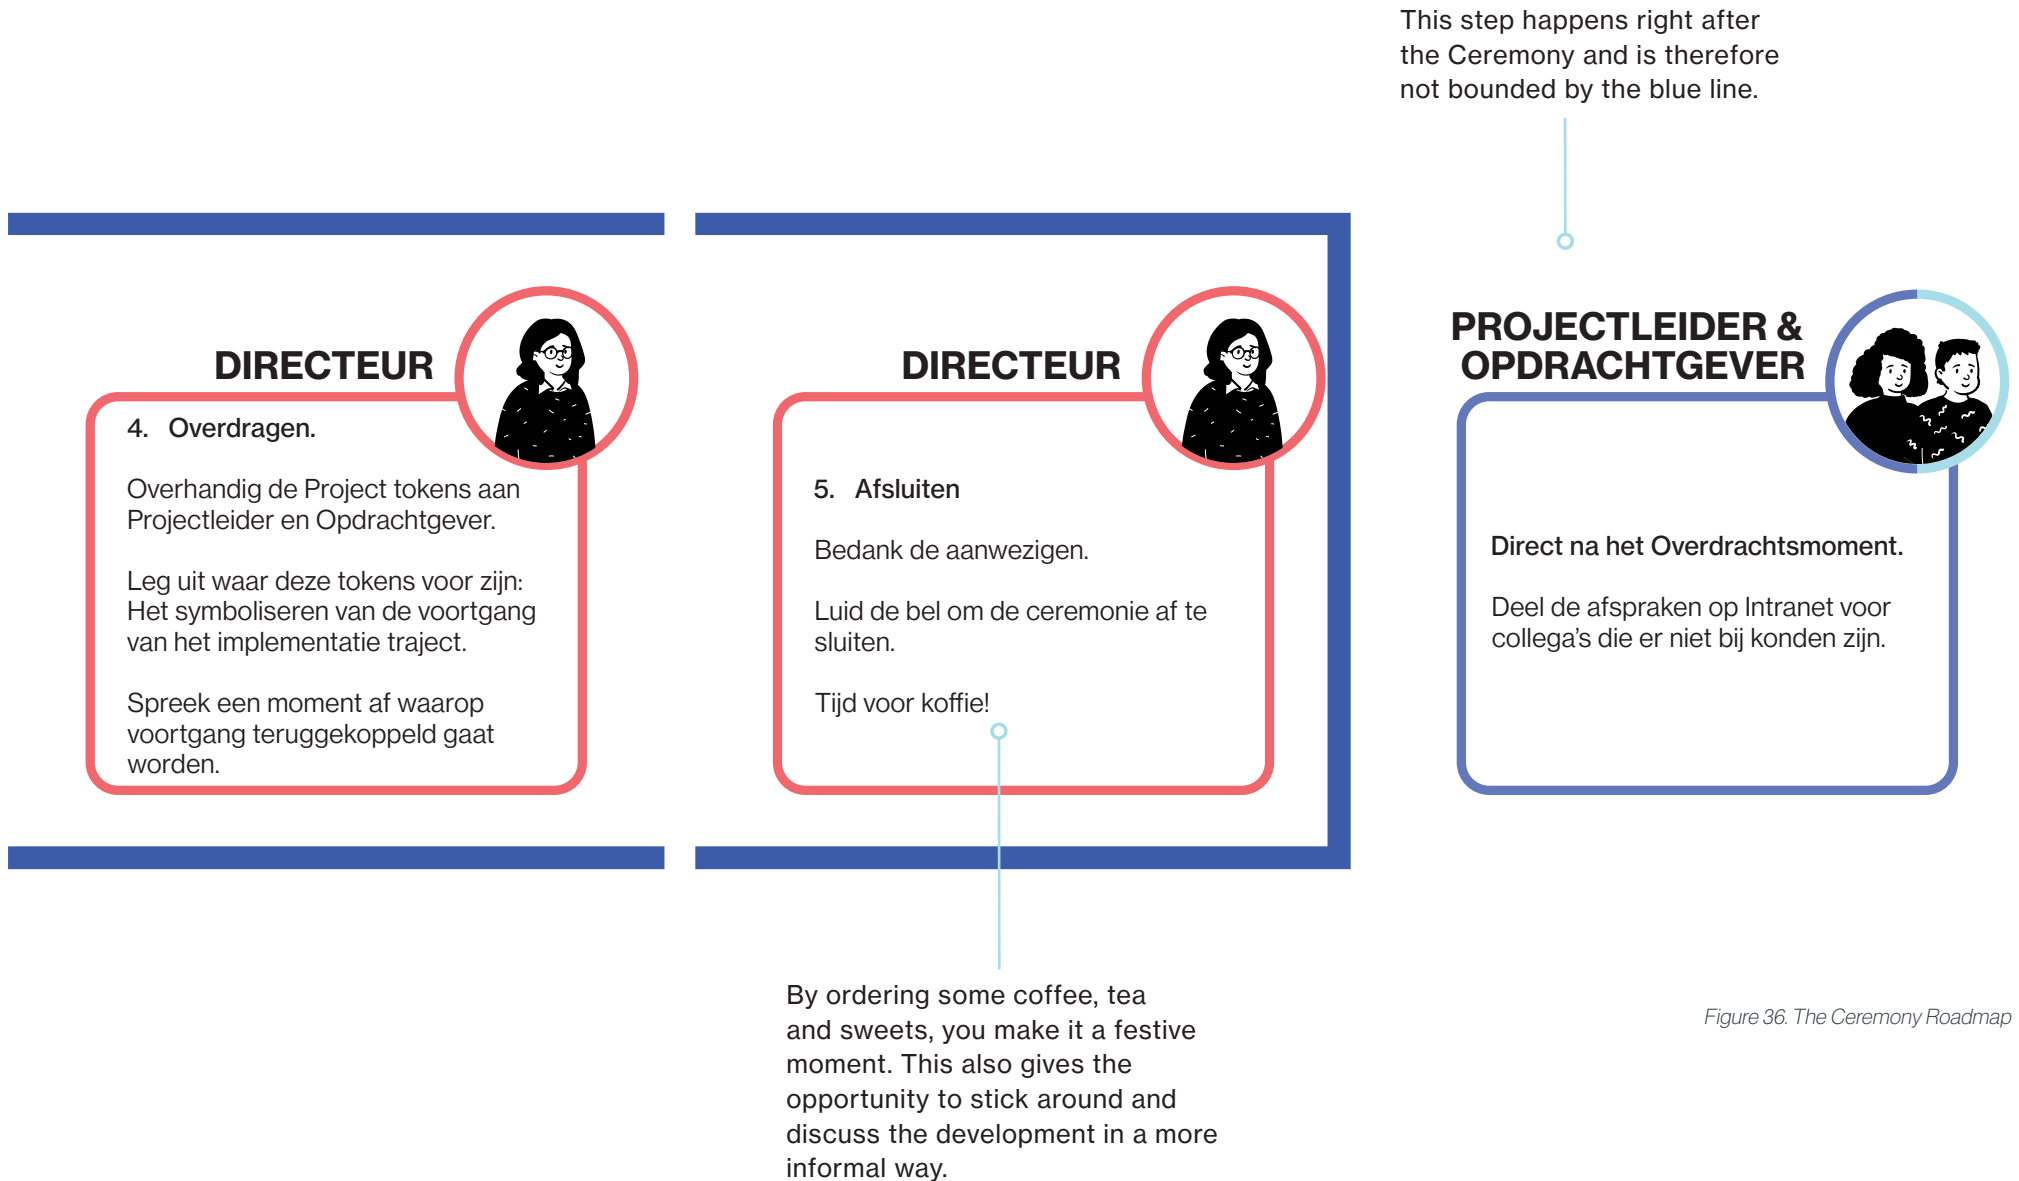 This step happens right after
the Ceremony and is therefore
not bounded by the blue line.
DIRECTEUR
4. Overdragen.
Overhandig de Project tokens aan
Projectleider en Opdrachtgever.
Leg uit waar deze tokens voor zijn:
Het symboliseren van de voortgang
van het implementatie traject.
Spreek een moment af waarop
voortgang teruggekoppeld gaat
worden.
DIRECTEUR
5. Afsluiten
Bedank de aanwezigen.
Luid de bel om de ceremonie af te
sluiten.
Tijd voor koffie!
PROJECTLEIDER &
OPDRACHTGEVER
Direct na het Overdrachtsmoment.
Deel de afspraken op Intranet voor
collega's die er niet bij konden zijn.
By ordering some coffee, tea
and sweets, you make it a festive
moment. This also gives the
opportunity to stick around and
discuss the development in a more
informal way.
Figure 36. The Ceremony Roadmap